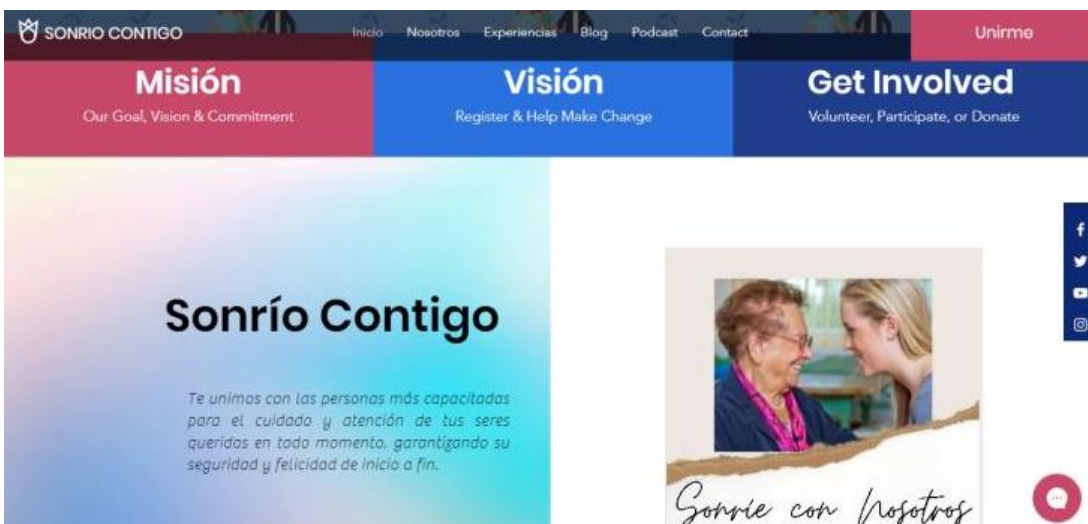 SONRIO CONTIGO
Inicio Nosotros Experiencias Blog Podcast Contact
Unirme
Misión
Our Goal, Vision & Commitment
Visión
Register & Help Make Change
Get Involved
Volunteer, Participate, or Donate
Sonrío Contigo
Te unimos con las personas más capacitadas
para el cuidado y atención de tus seres
queridos en todo momento, garantizando su
seguridad y felicidad de inicio a fin.
Sonríe con Nosotros